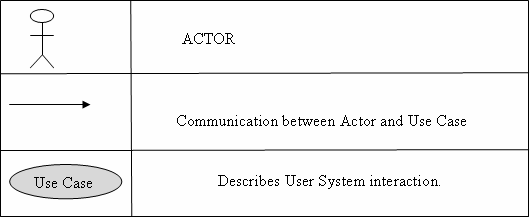 ACTOR
Communication between Actor and Use Case
Use Case
Describes User System interaction.